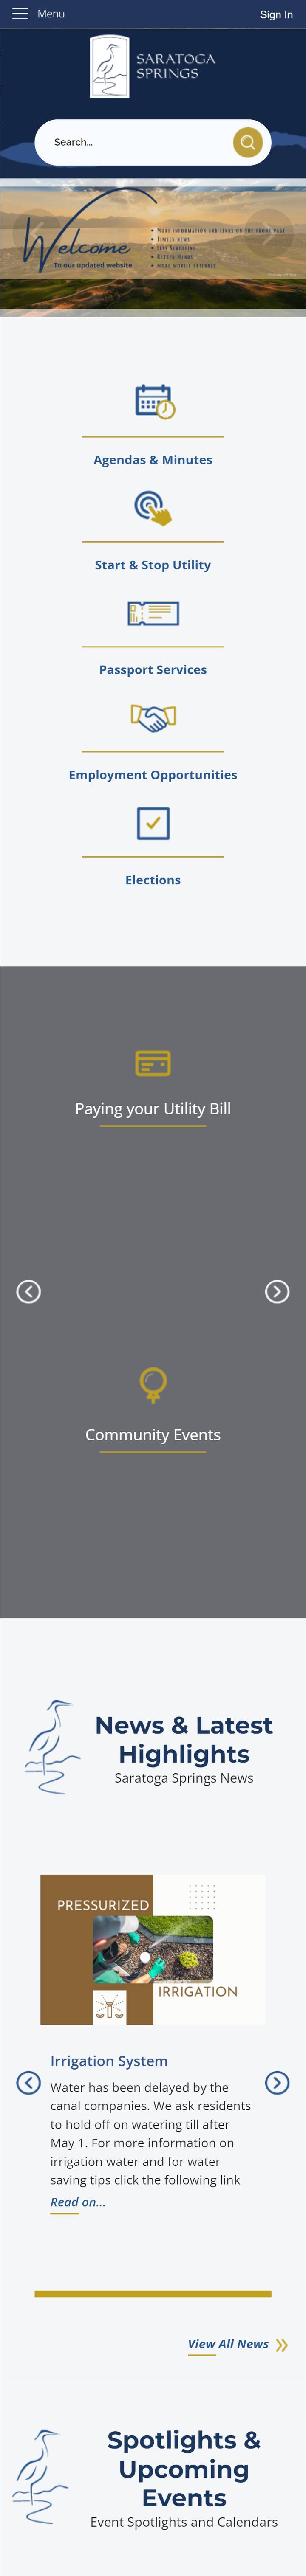 Menu
Sign In
SARATOGA
SPRINGS
Search...
Welcome
To our updated website
• MORE INFORMATION AND LINKS ON THE FRONT PAGE
• TIMELY NEWS
• LESS SCROLLING
• BETTER MENUS
• MORE MOBILE FRIENDLY
Agendas & Minutes
Start & Stop Utility
Passport Services
Employment Opportunities
Elections
Paying your Utility Bill
Community Events
News & Latest
Highlights
Saratoga Springs News
PRESSURIZED
IRRIGATION
Irrigation System
Water has been delayed by the
canal companies. We ask residents
to hold off on watering till after
May 1. For more information on
irrigation water and for water
saving tips click the following link
Read on...
View All News
Spotlights &
Upcoming
Events
Event Spotlights and Calendars